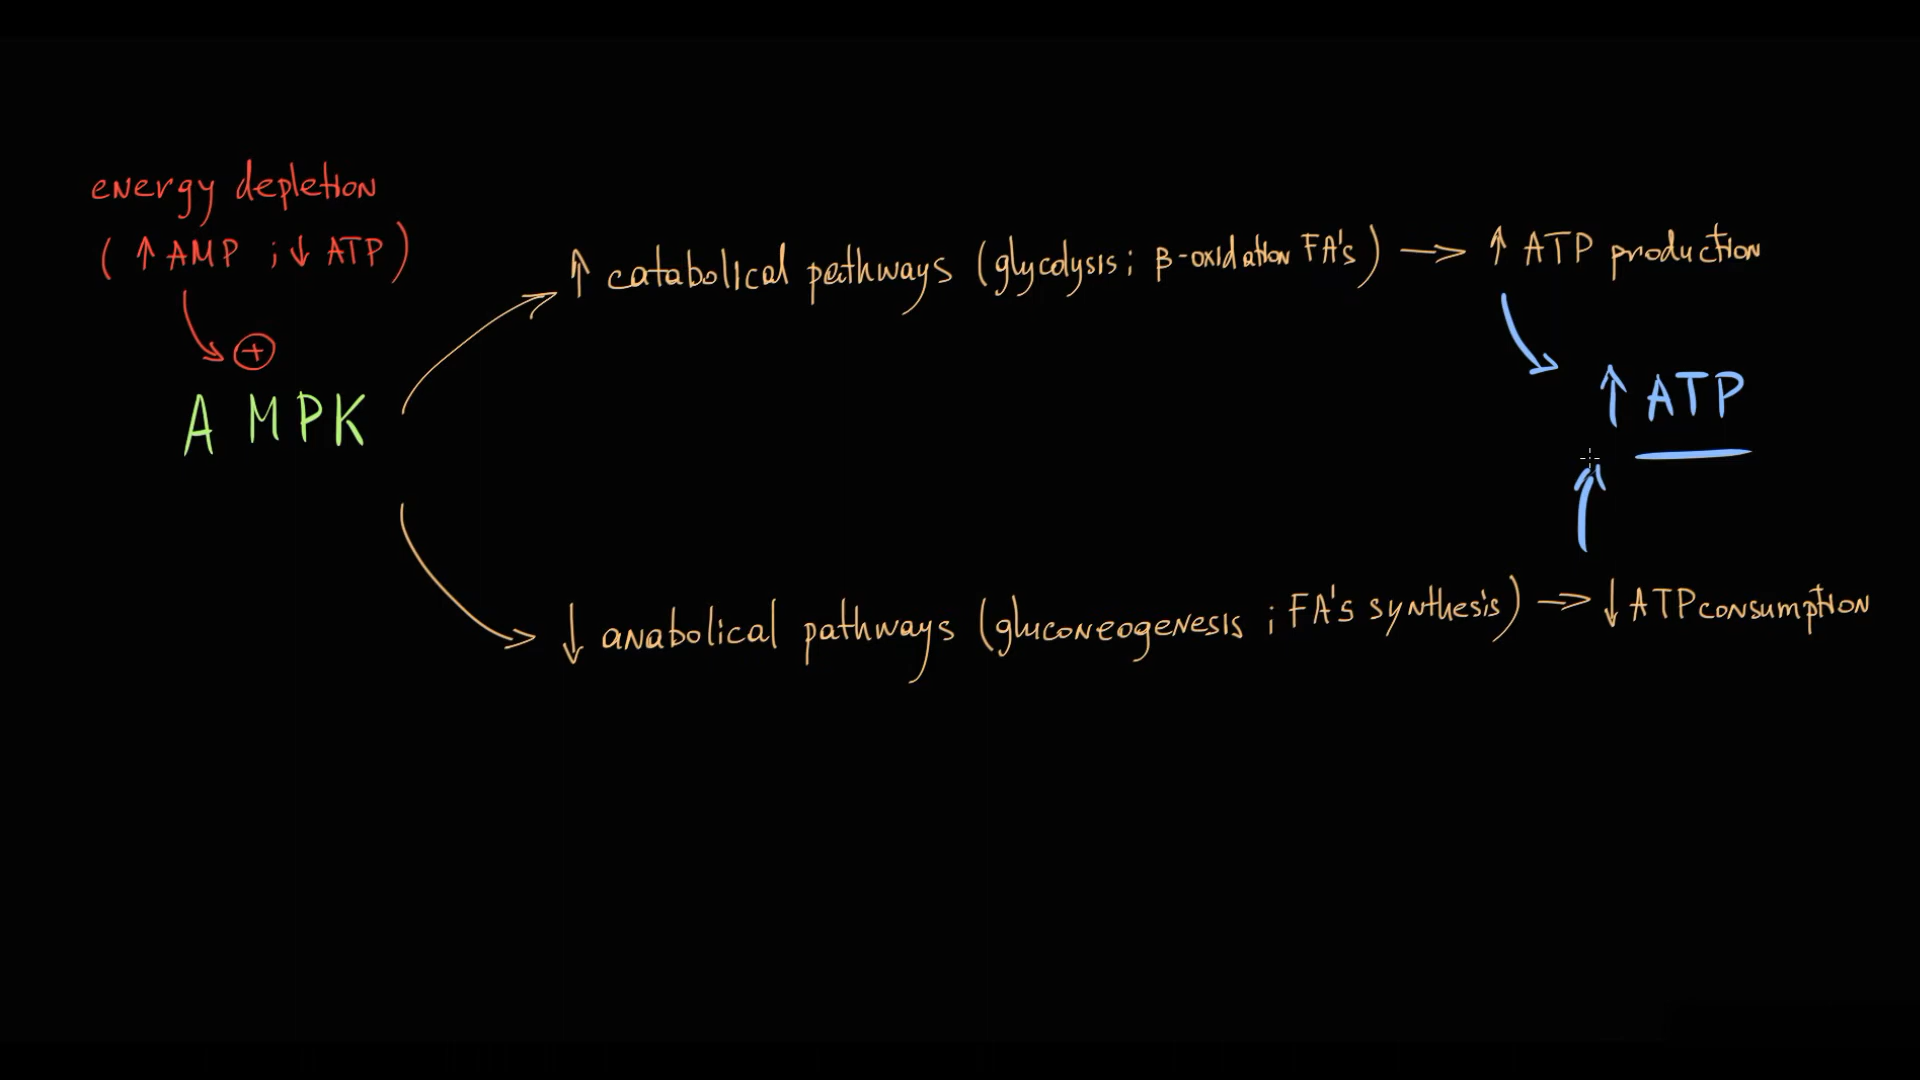 energy depletion
(↑ AMP ; ↓ ATP)
+
AMPK
↑ catabolical pathways (glycolysis; β-oxidation FA's) → ↑ ATP production
↑ ATP
↓ anabolical pathways (gluconeogenesis ; FA's synthesis) → ↓ ATP consumption